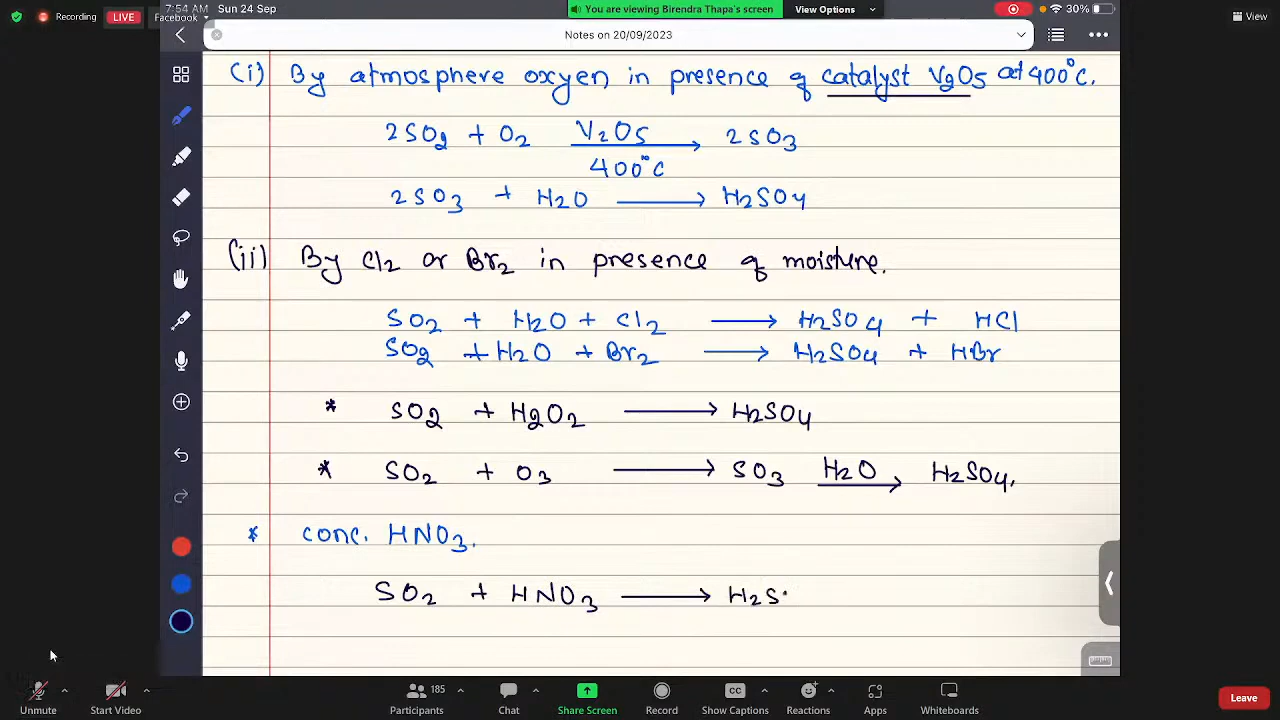 7:54 AM Sun 24 Sep
Recording LIVE Facebook
You are viewing Birendra Thapa's screen View Options
30%
View
Notes on 20/09/2023
(i) By atmosphere oxyen in presence of catalyst V2O5 at 400°C.
2SO2 + O2 V2O5 → 2SO3
400°C
2SO3 + H2O → H2SO4
(ii) By Cl2 or Br2 in presence of moisture.
SO2 + H2O + Cl2 → H2SO4 + HCl
SO2 + H2O + Br2 → H2SO4 + HBr
* SO2 + H2O2 → H2SO4
* SO2 + O3 → SO3 H2O → H2SO4.
* conc. HNO3.
SO2 + HNO3 → H2S
185
Unmute Start Video Participants Chat Share Screen Record Show Captions Reactions Apps Whiteboards Leave